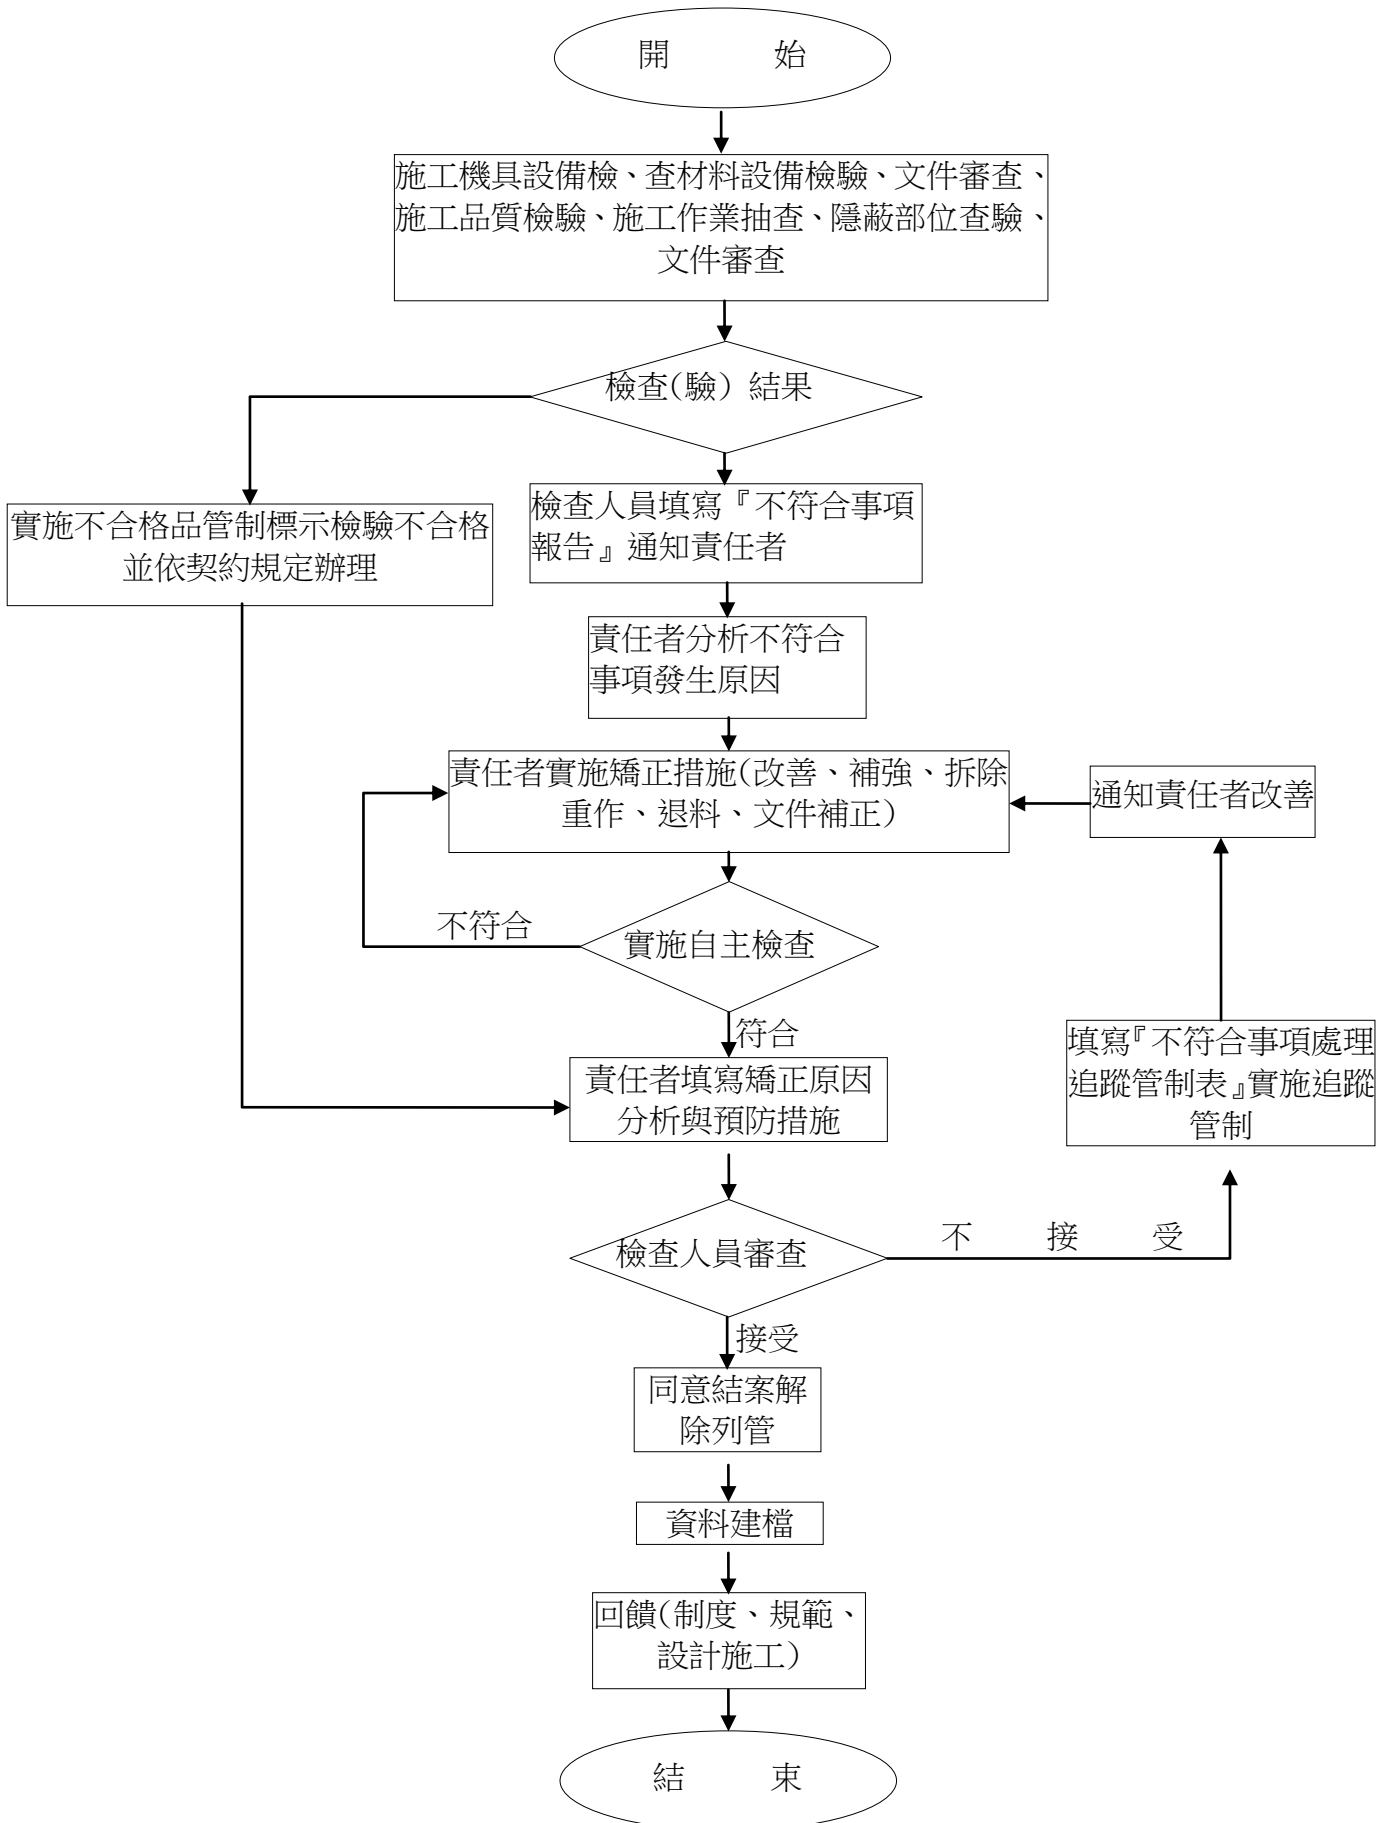 開 始
施工機具設備檢、查材料設備檢驗、文件審查、
施工品質檢驗、施工作業抽查、隱蔽部位查驗、
文件審查
檢查(驗) 結果
實施不合格品管制標示檢驗不合格
並依契約規定辦理
檢查人員填寫『不符合事項
報告』通知責任者
責任者分析不符合
事項發生原因
責任者實施矯正措施(改善、補強、拆除
重作、退料、文件補正)
通知責任者改善
不符合
實施自主檢查
符合
責任者填寫矯正原因
分析與預防措施
填寫『不符合事項處理
追蹤管制表』實施追蹤
管制
檢查人員審查
不 接 受
接受
同意結案解
除列管
資料建檔
回饋(制度、規範、
設計施工)
結 束